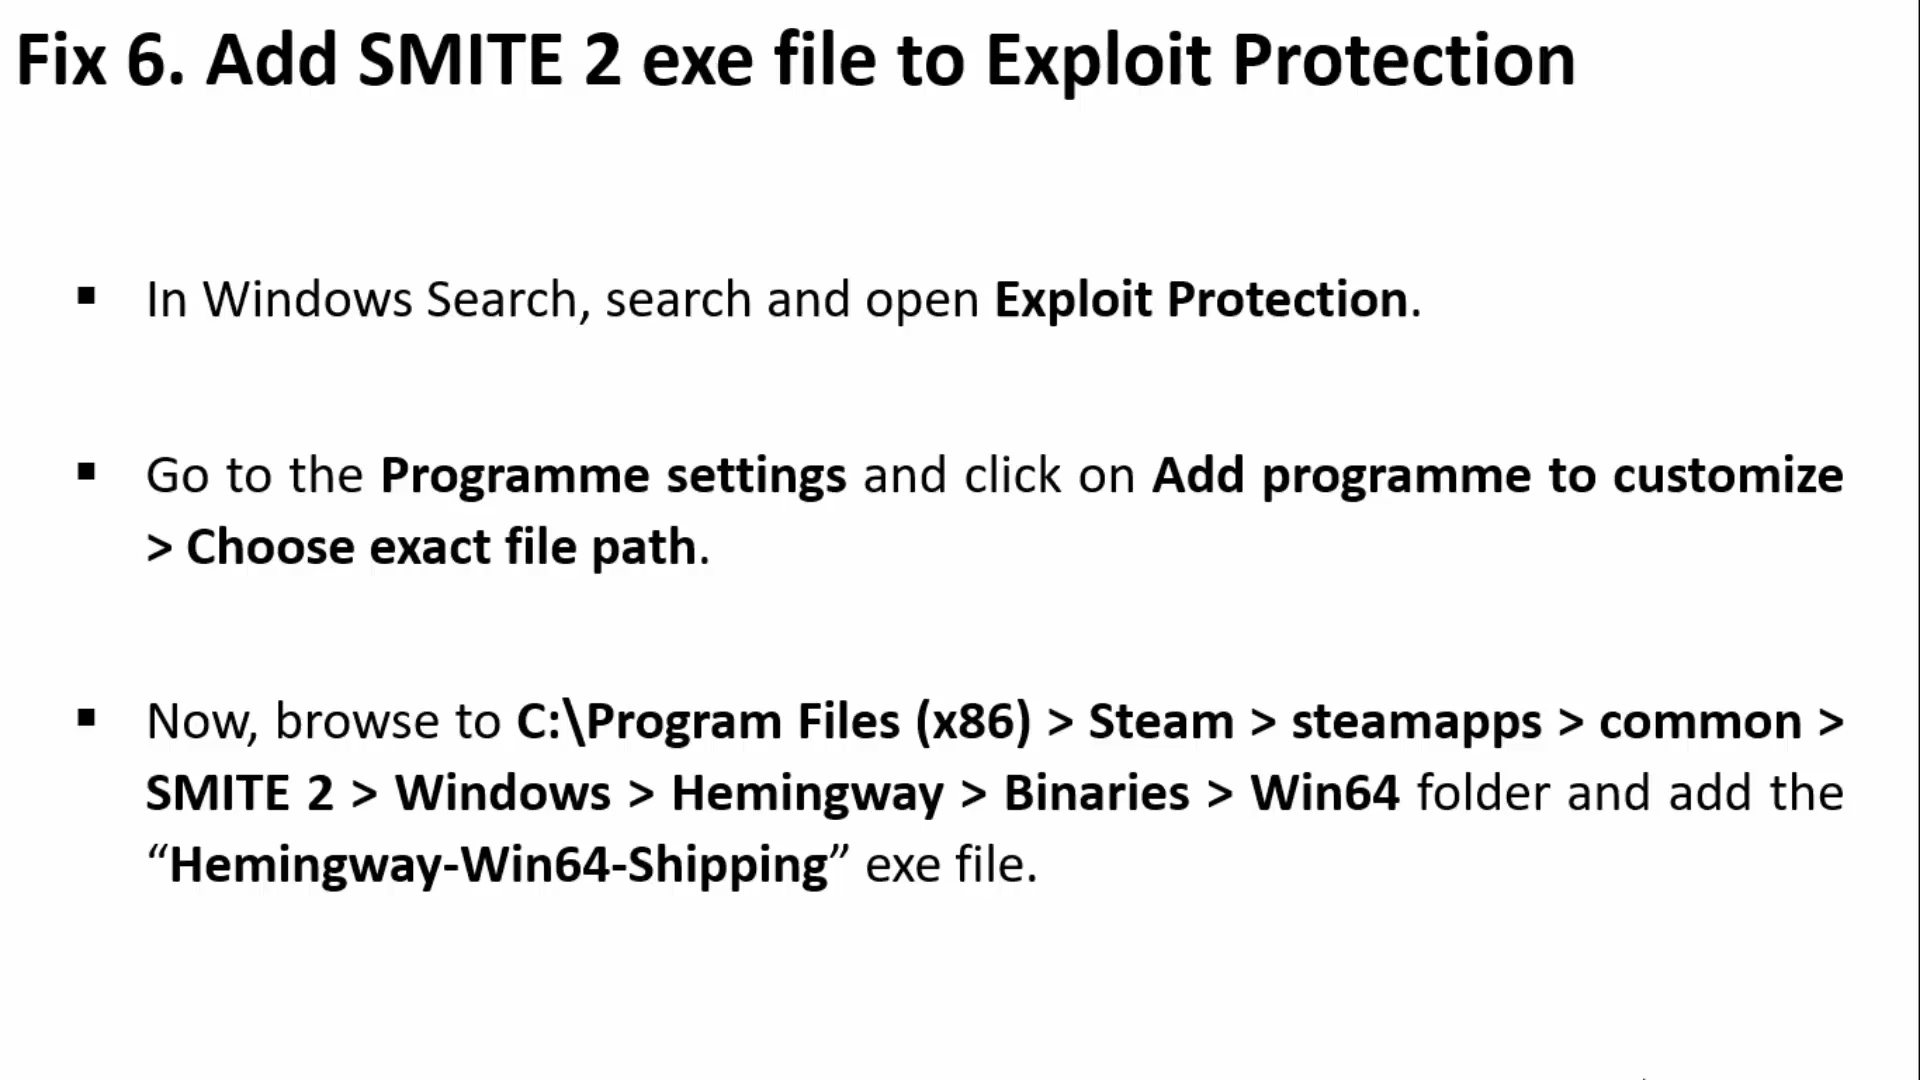 Fix 6. Add SMITE 2 exe file to Exploit Protection
▪ In Windows Search, search and open Exploit Protection.
▪ Go to the Programme settings and click on Add programme to customize
> Choose exact file path.
▪ Now, browse to C:\Program Files (x86) > Steam > steamapps > common >
SMITE 2 > Windows > Hemingway > Binaries > Win64 folder and add the
“Hemingway-Win64-Shipping” exe file.